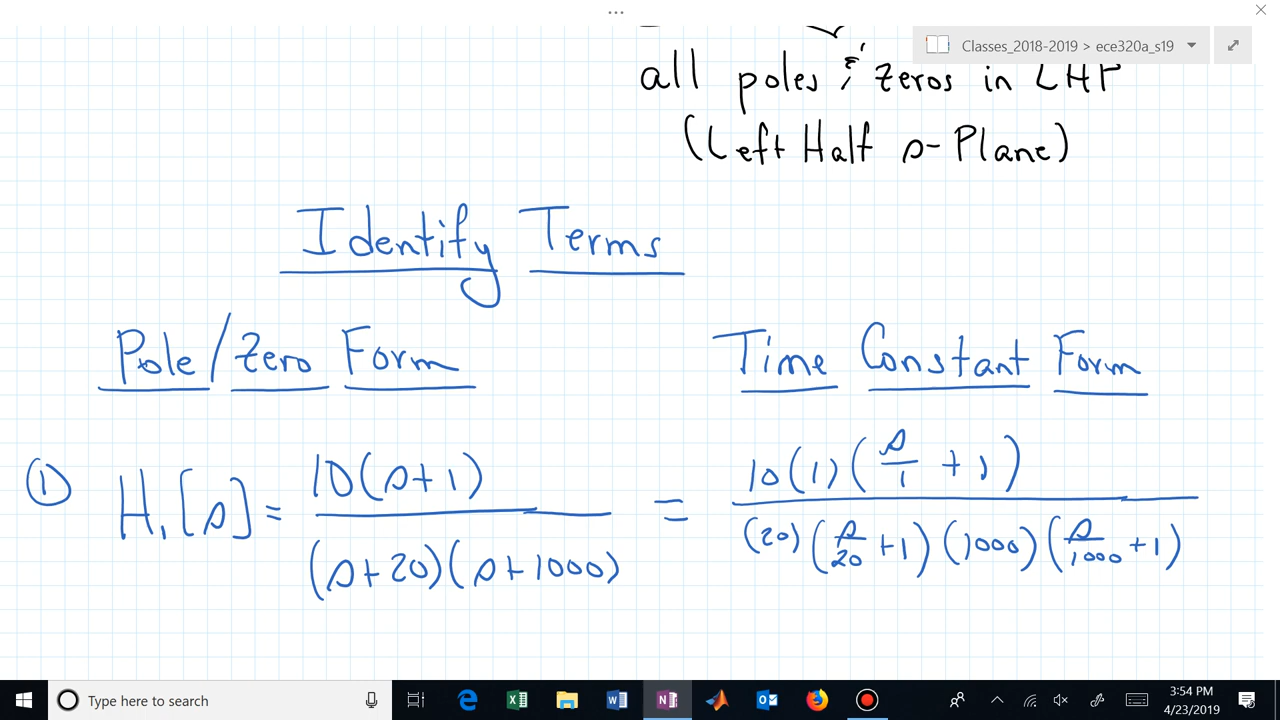 ...
Classes_2018-2019 > ece320a_s19
all poles & zeros in LHP
(Left Half s-Plane)
Identify Terms
Pole/Zero Form
Time Constant Form
① H₁[s] = 10(s+1) / (s+20)(s+1000) = 10(1)(s/1 + 1) / (20)(s/20 + 1)(1000)(s/1000 + 1)
Type here to search
3:54 PM
4/23/2019